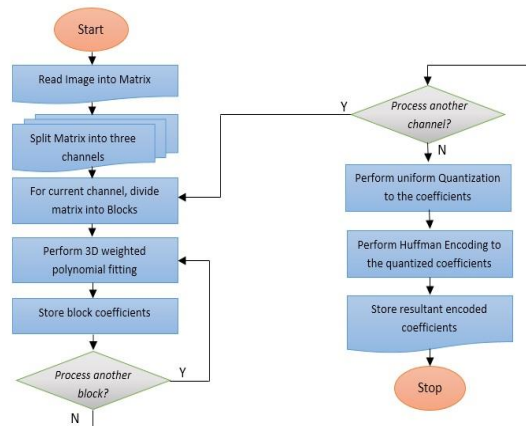 Start
Read Image into Matrix
Split Matrix into three
channels
For current channel, divide
matrix into Blocks
Perform 3D weighted
polynomial fitting
Store block coefficients
Process another
block?
Y
N
Process another
channel?
Y
N
Perform uniform Quantization
to the coefficients
Perform Huffman Encoding to
the quantized coefficients
Store resultant encoded
coefficients
Stop